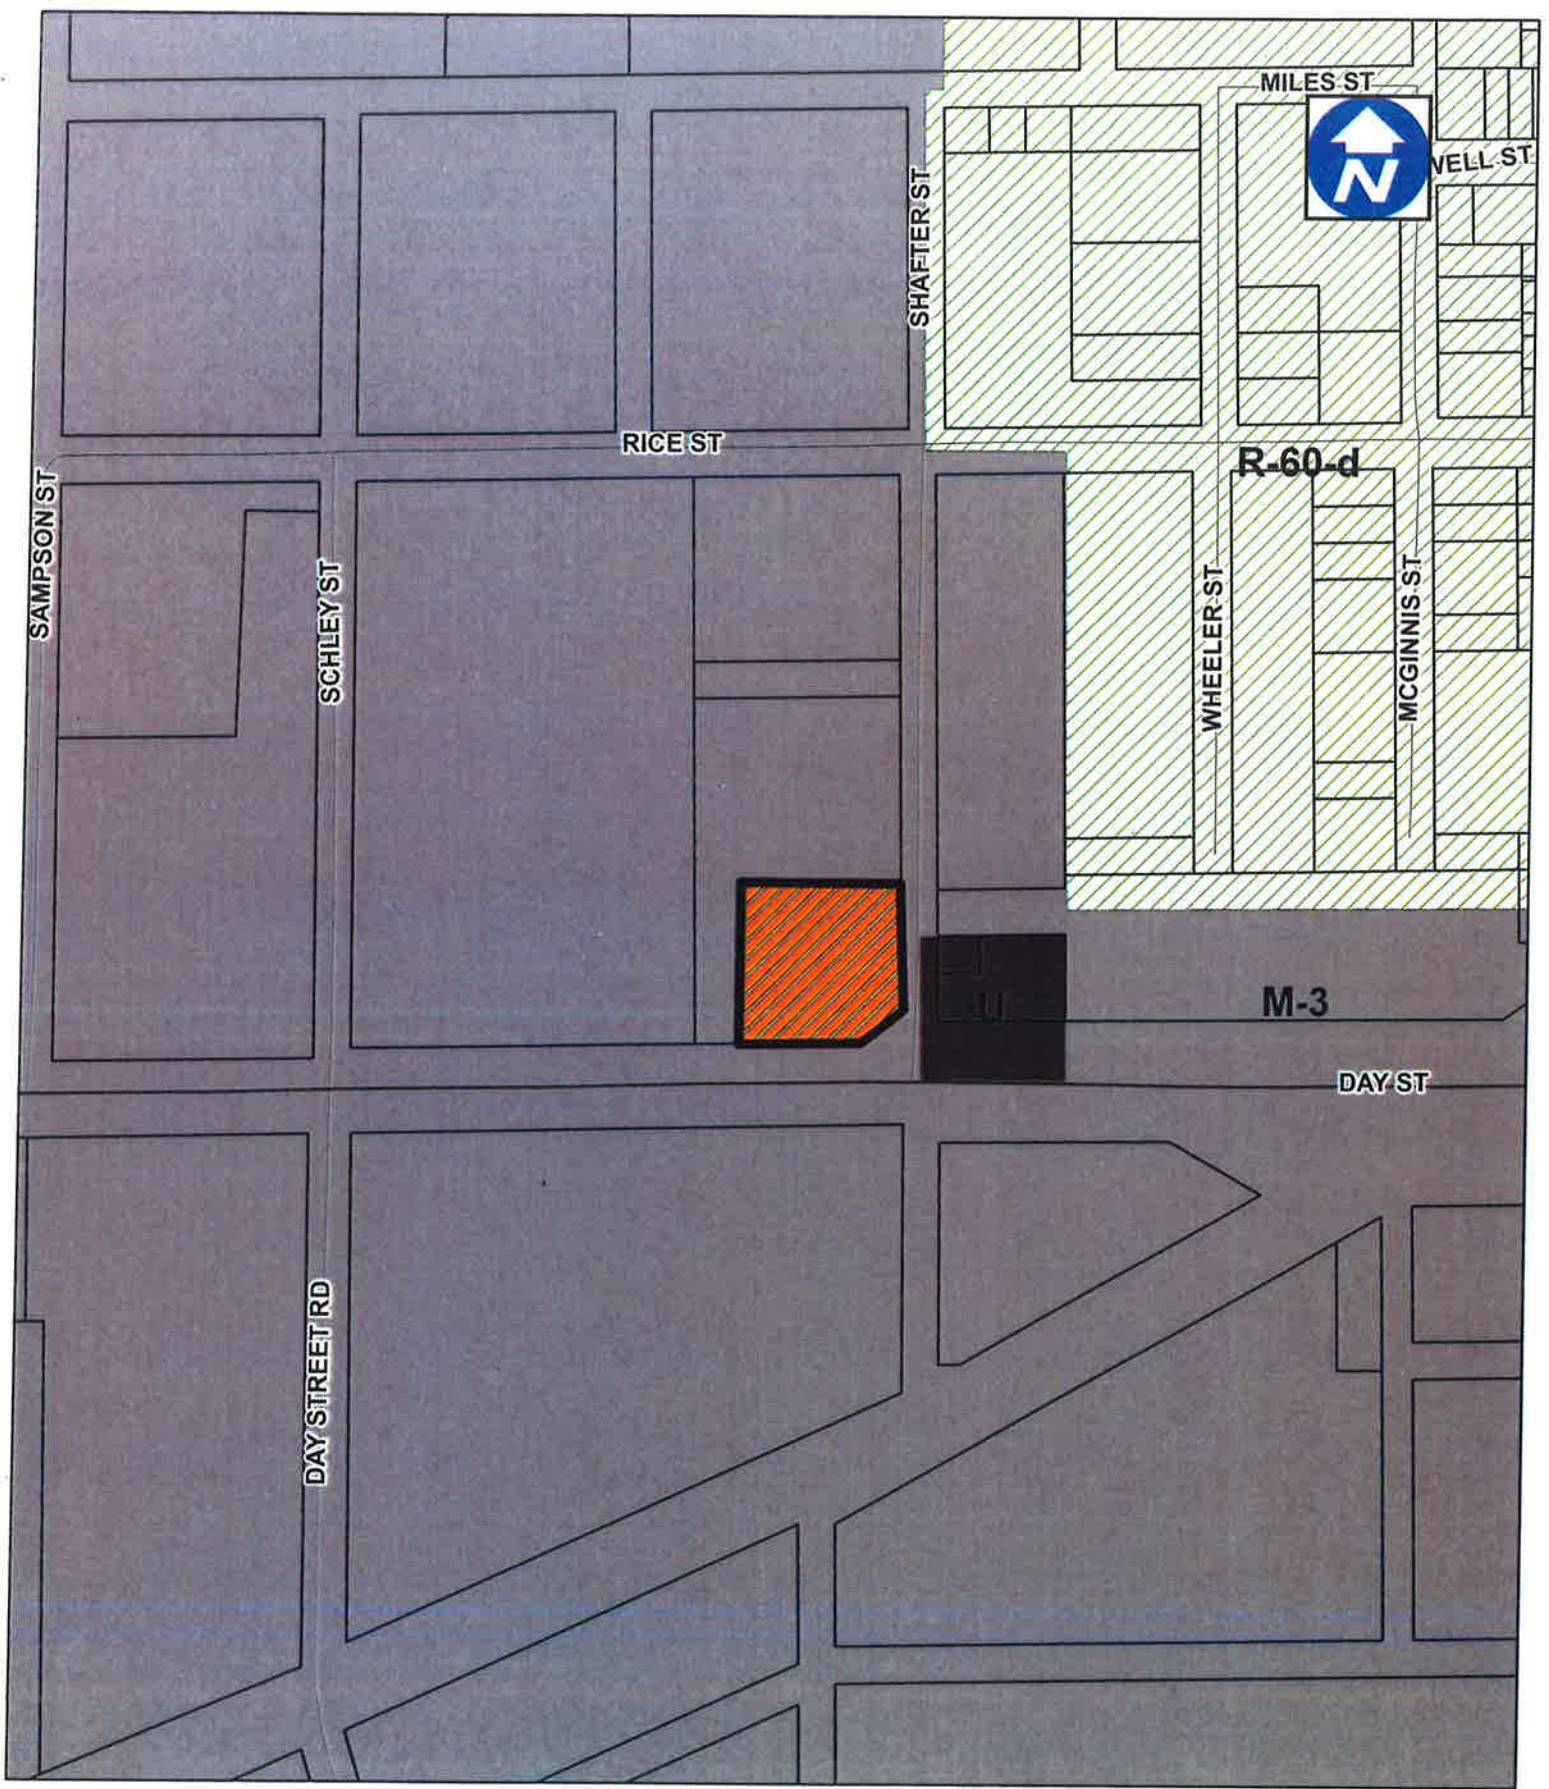 MILES ST
N
WELL ST
SHAFTER ST
RICE ST
R-60-d
SAMPSON ST
SCHLEY ST
WHEELER ST
MCGINNIS ST
U
M-3
DAY ST
DAY STREET RD